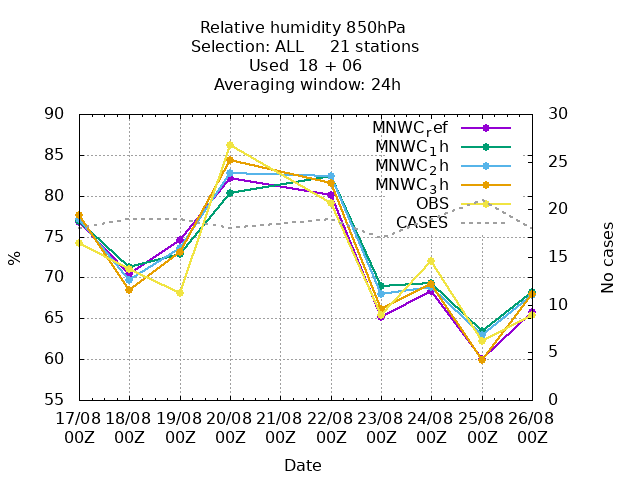 Relative humidity 850hPa
Selection: ALL 21 stations
Used 18 + 06
Averaging window: 24h
90
85
80
75
70
65
60
55
%
30
25
20
15
10
5
0
No cases
MNWC_ref
MNWC_1h
MNWC_2h
MNWC_3h
OBS
CASES
17/08 18/08 19/08 20/08 21/08 22/08 23/08 24/08 25/08 26/08
00Z 00Z 00Z 00Z 00Z 00Z 00Z 00Z 00Z 00Z
Date